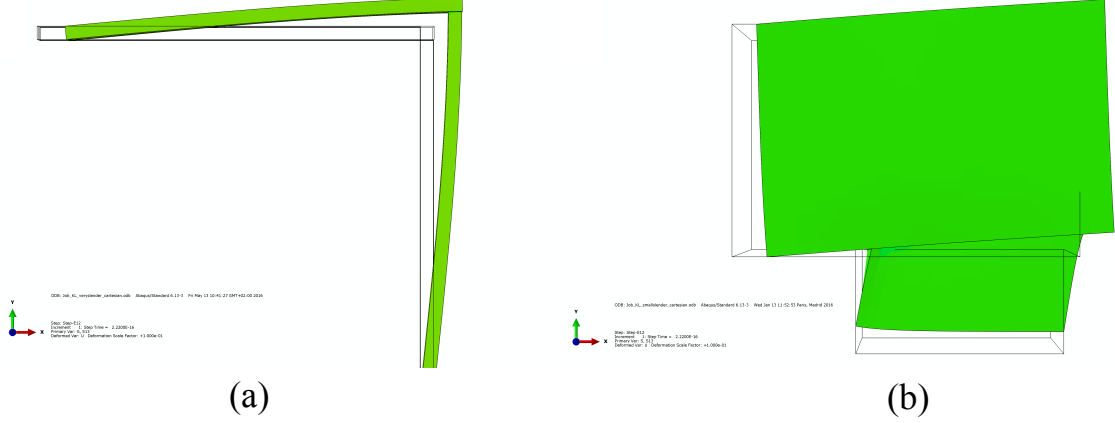 ODB: Job_KL_veryslender_cartesian.odb Abaqus/Standard 6.13-3 Fri May 13 10:41:27 GMT+02:00 2016
Y
X
Step: Step-E12
Increment 1: Step Time = 2.2200E-16
Primary Var: S, S13
Deformed Var: U Deformation Scale Factor: +1.000e-01
(a)
ODB: Job_KL_smallslender_cartesian.odb Abaqus/Standard 6.13-3 Wed Jan 13 11:52:53 Paris, Madrid 2016
Y
X
Step: Step-E12
Increment 1: Step Time = 2.2200E-16
Primary Var: S, S13
Deformed Var: U Deformation Scale Factor: +1.000e-01
(b)